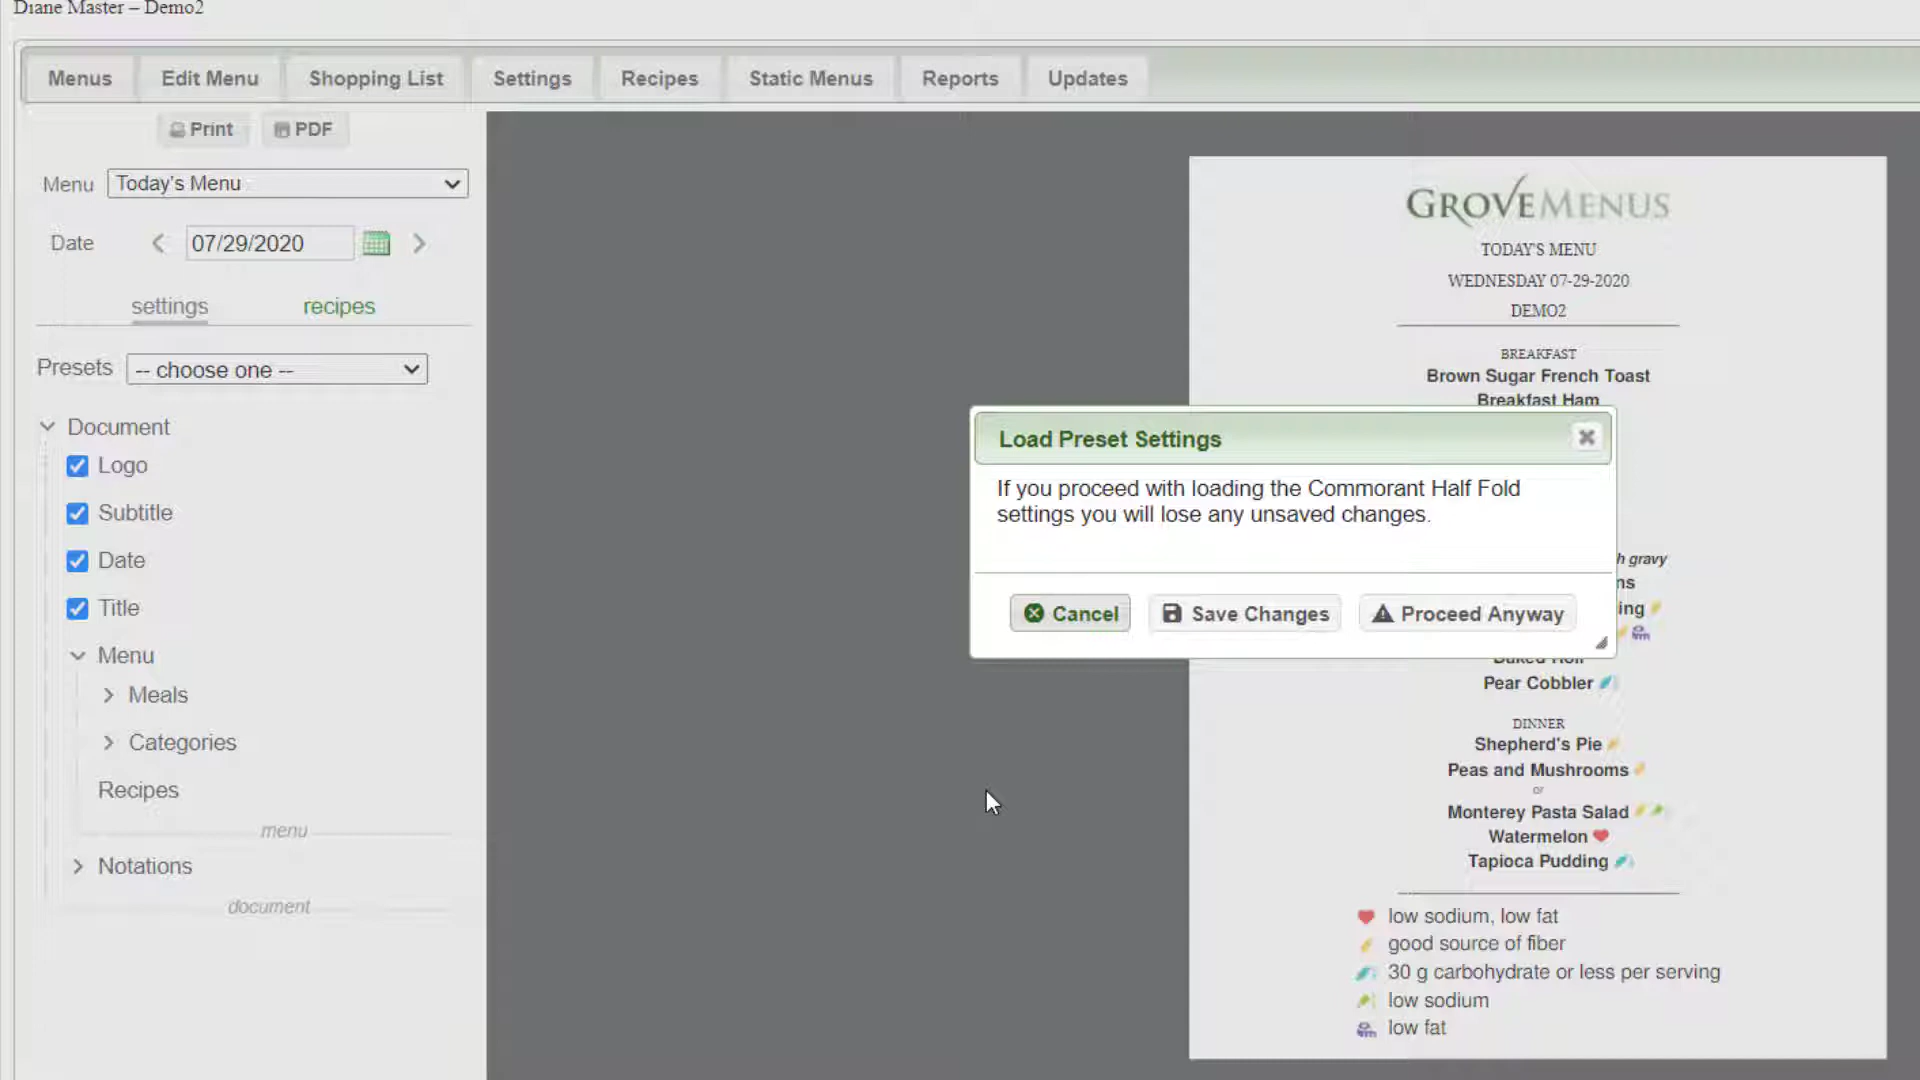 Diane Master – Demo2
Menus Edit Menu Shopping List Settings Recipes Static Menus Reports Updates
Print PDF
Menu Today's Menu
Date 07/29/2020
settings recipes
Presets -- choose one --
Document
Logo
Subtitle
Date
Title
Menu
Meals
Categories
Recipes
menu
Notations
document
GROVEMENUS
TODAY'S MENU
WEDNESDAY 07-29-2020
DEMO2
BREAKFAST
Brown Sugar French Toast
Breakfast Ham
Load Preset Settings
If you proceed with loading the Commorant Half Fold
settings you will lose any unsaved changes.
Cancel Save Changes Proceed Anyway
gravy
Pear Cobbler
DINNER
Shepherd's Pie
Peas and Mushrooms
or
Monterey Pasta Salad
Watermelon
Tapioca Pudding
low sodium, low fat
good source of fiber
30 g carbohydrate or less per serving
low sodium
low fat